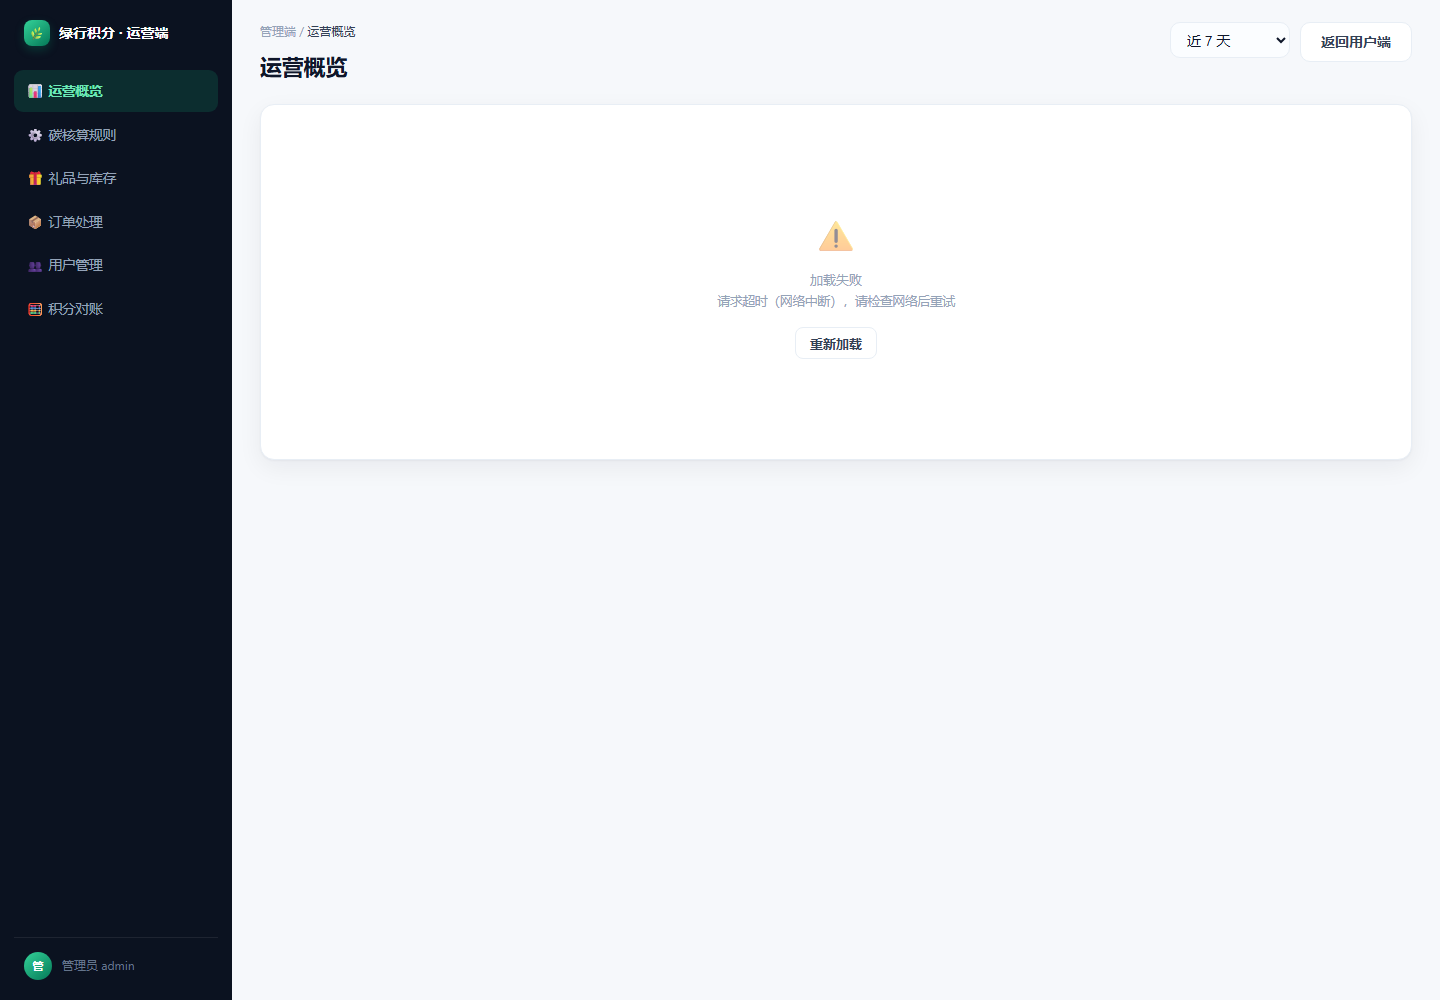 绿行积分 · 运营端
运营概览
碳核算规则
礼品与库存
订单处理
用户管理
积分对账
管
管理员 admin
管理端 / 运营概览
运营概览
近 7 天
返回用户端
加载失败
请求超时（网络中断），请检查网络后重试
重新加载